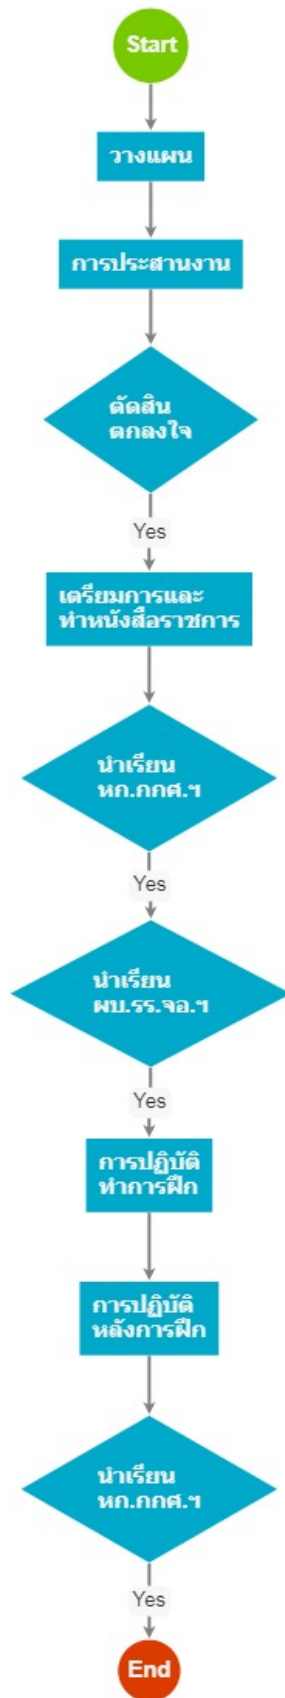 Start
วางแผน
การประสานงาน
ตัดสิน
ตกลงใจ
Yes
เตรียมการและ
ทำหนังสือราชการ
นำเรียน
หก.กกศ.ฯ
Yes
นำเรียน
ผบ.รร.จอ.ฯ
Yes
การปฏิบัติ
ทำการฝึก
การปฏิบัติ
หลังการฝึก
นำเรียน
หก.กกศ.ฯ
Yes
End